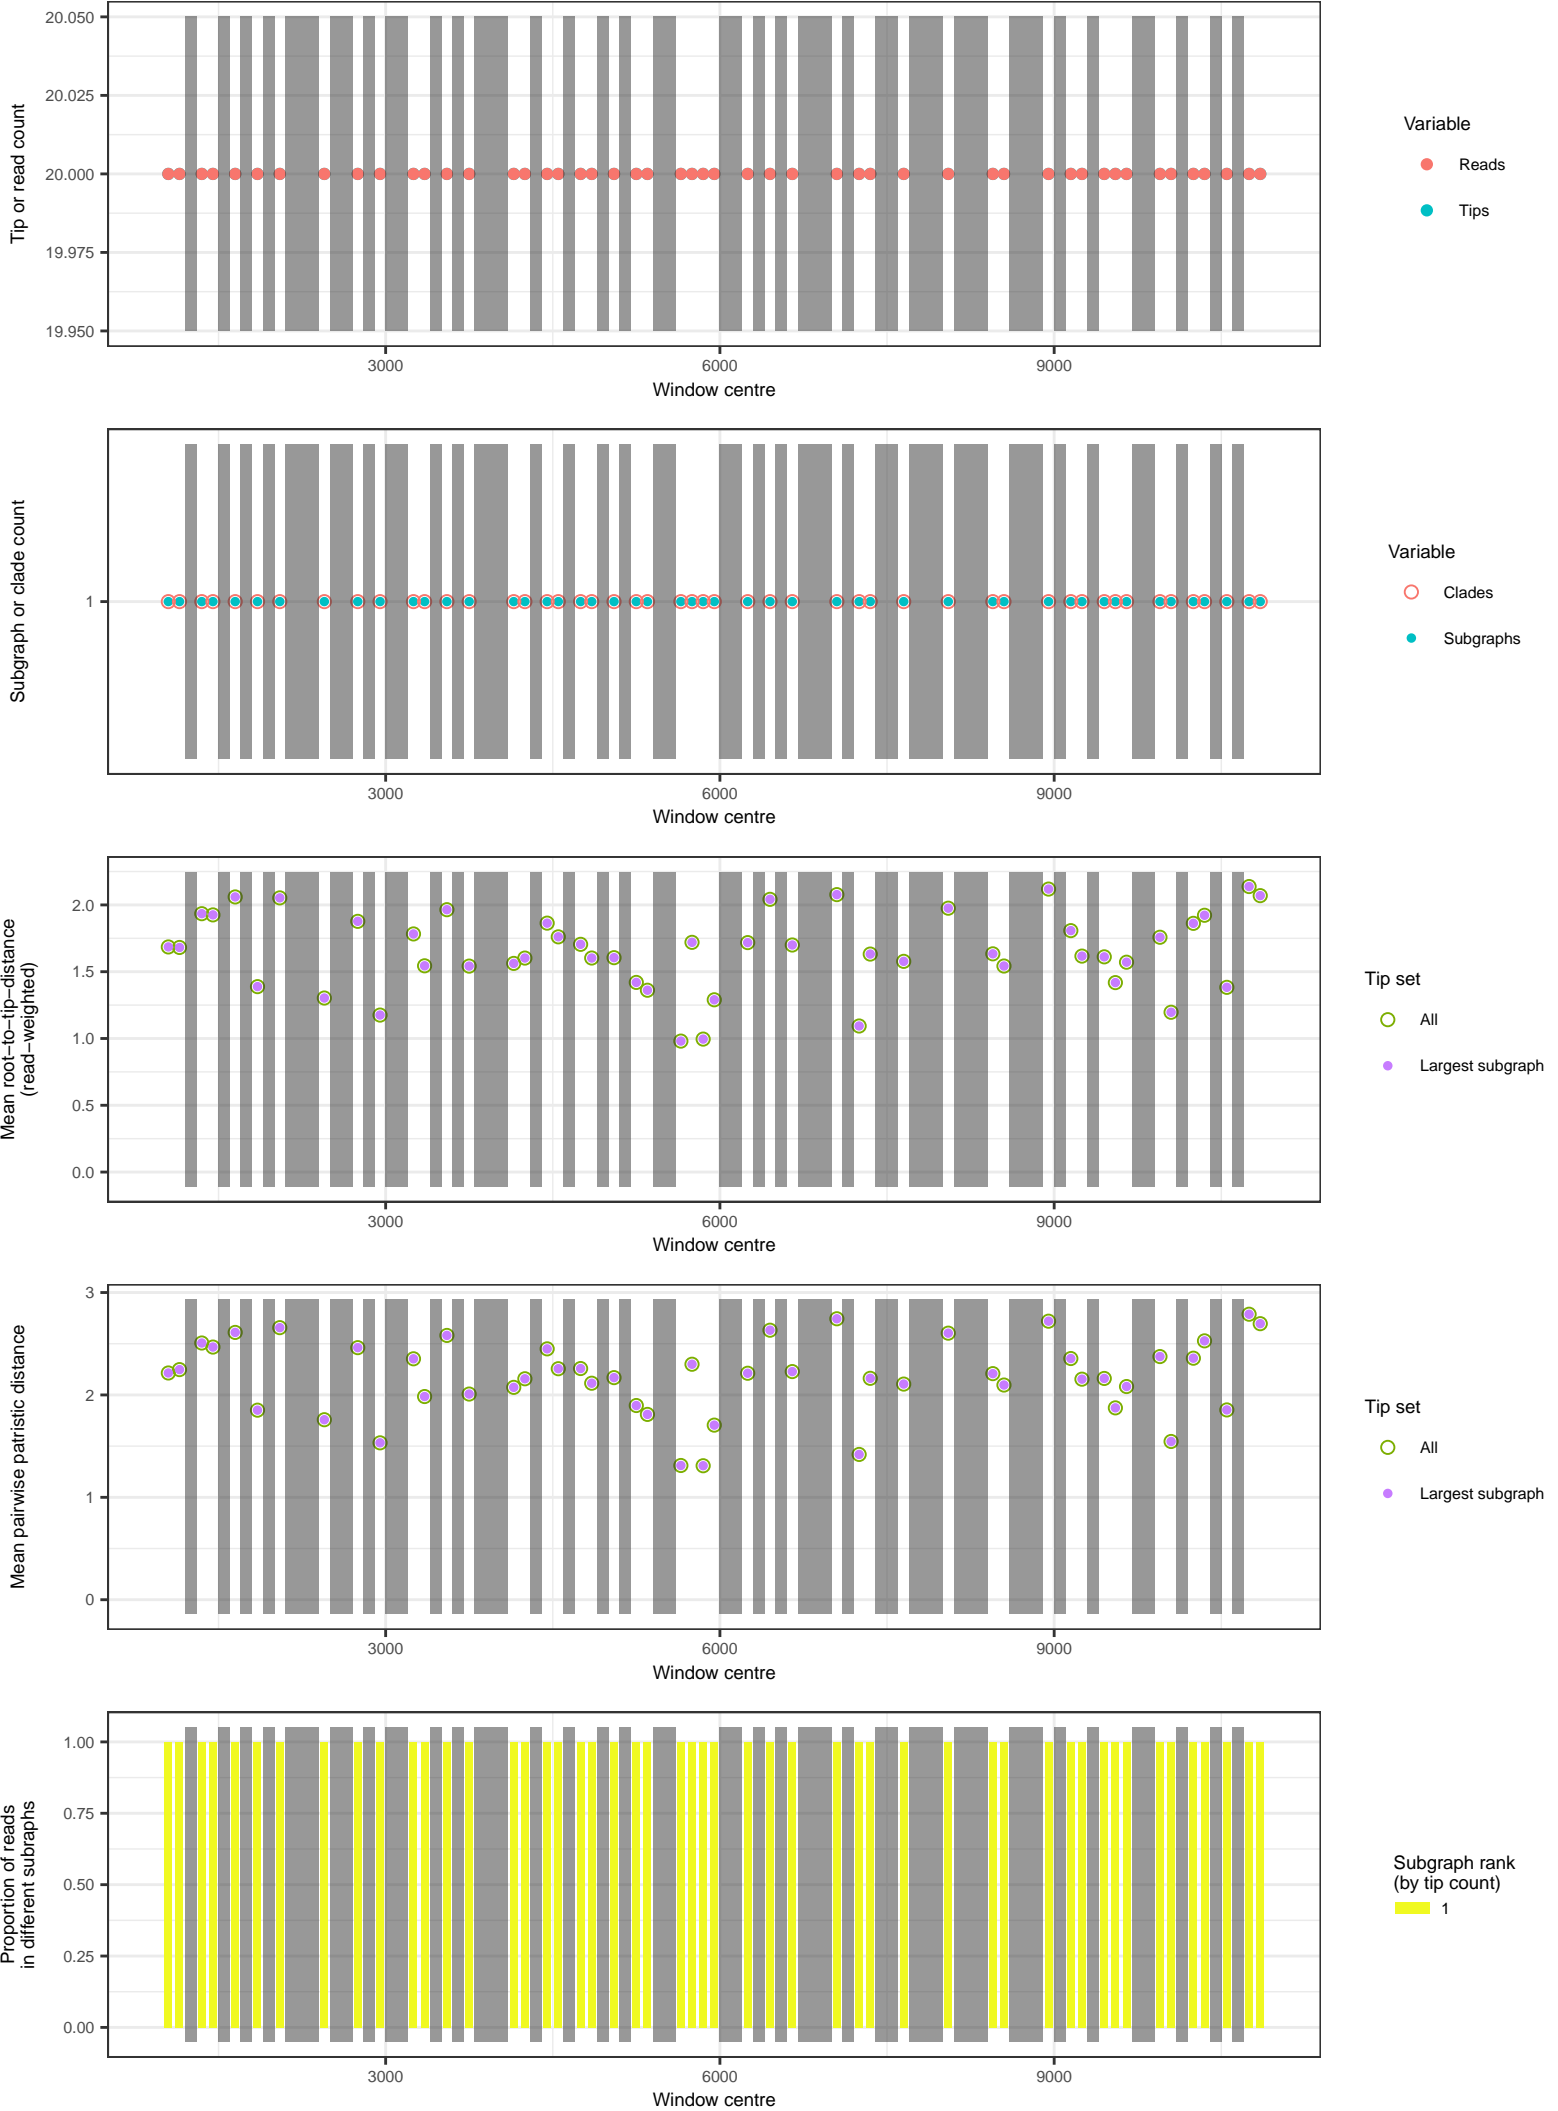 20.050
20.025
20.000
19.975
19.950
Tip or read count
3000
6000
9000
Window centre
Variable
Reads
Tips
1
Subgraph or clade count
3000
6000
9000
Window centre
Variable
Clades
Subgraphs
2.0
1.5
1.0
0.5
0.0
Mean root−to−tip−distance
(read−weighted)
3000
6000
9000
Window centre
Tip set
All
Largest subgraph
3
2
1
0
Mean pairwise patristic distance
3000
6000
9000
Window centre
Tip set
All
Largest subgraph
1.00
0.75
0.50
0.25
0.00
Proportion of reads
in different subraphs
3000
6000
9000
Window centre
Subgraph rank
(by tip count)
1